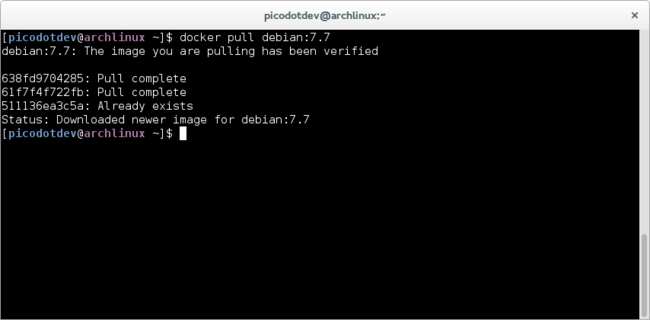 picodotdev@archlinux:~
[picodotdev@archlinux ~]$ docker pull debian:7.7
debian:7.7: The image you are pulling has been verified
638fd9704285: Pull complete
61f7f4f722fb: Pull complete
511136ea3c5a: Already exists
Status: Downloaded newer image for debian:7.7
[picodotdev@archlinux ~]$